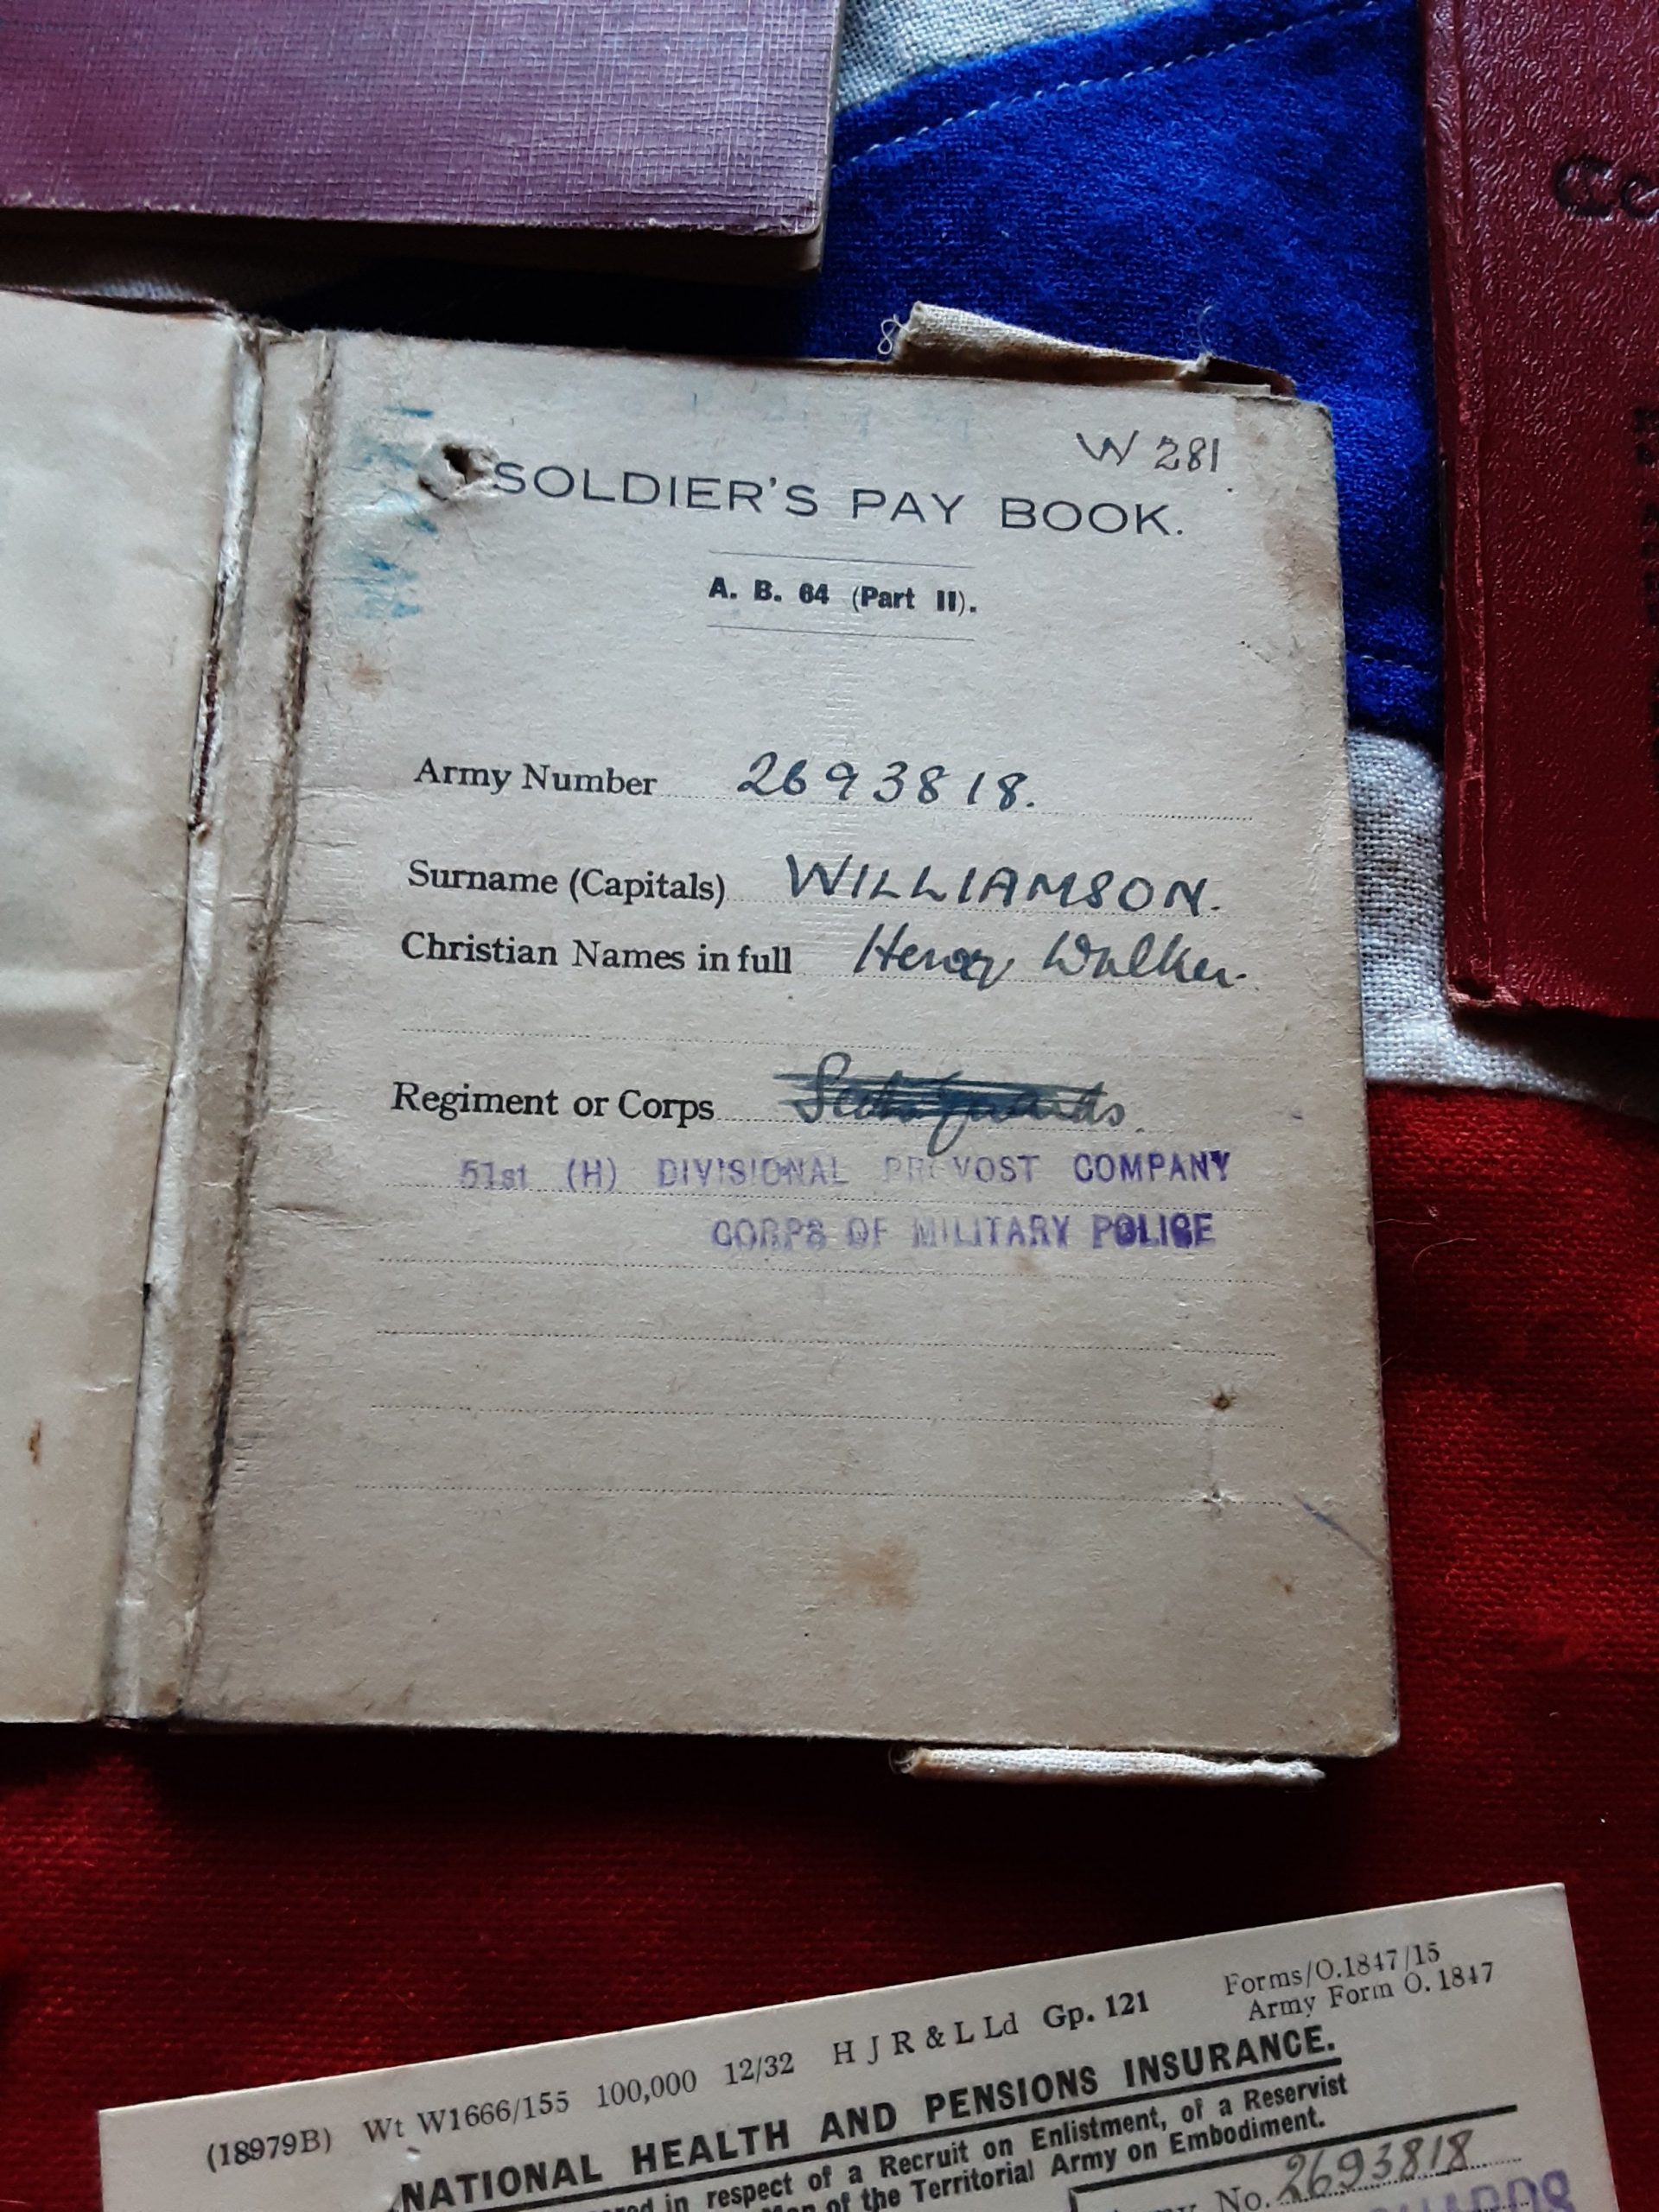 Ce
W 281
SOLDIER'S PAY BOOK.
A. B. 64 (Part II).
Army Number 2693818.
Surname (Capitals) WILLIAMSON.
Christian Names in full Henry Walker.
Regiment or Corps Scots Guards.
51st (H) DIVISIONAL PROVOST COMPANY
CORPS OF MILITARY POLICE
Forms/O.1847/15
(18979B) Wt W1666/155 100,000 12/32 H J R & L Ld Gp. 121 Army Form O. 1847
NATIONAL HEALTH AND PENSIONS INSURANCE.
in respect of a Recruit on Enlistment, of a Reservist
of the Territorial Army on Embodiment.
No. 2693818